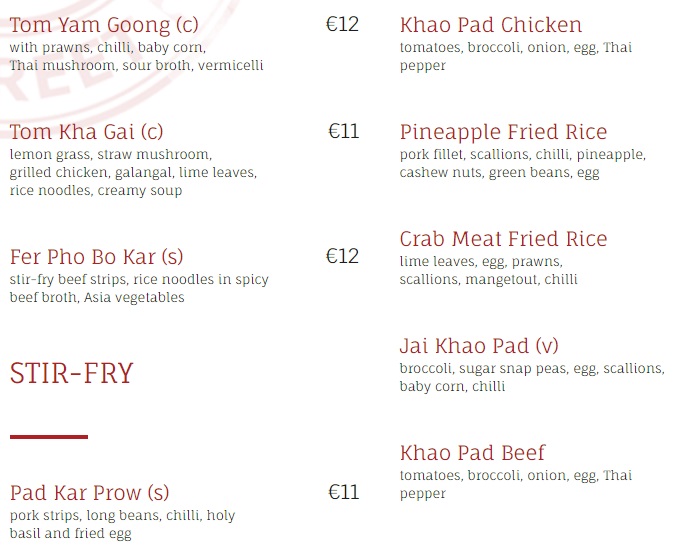 Tom Yam Goong (c) €12
with prawns, chilli, baby corn,
Thai mushroom, sour broth, vermicelli
Tom Kha Gai (c) €11
lemon grass, straw mushroom,
grilled chicken, galangal, lime leaves,
rice noodles, creamy soup
Fer Pho Bo Kar (s) €12
stir-fry beef strips, rice noodles in spicy
beef broth, Asia vegetables
STIR-FRY
Pad Kar Prow (s) €11
pork strips, long beans, chilli, holy
basil and fried egg
Khao Pad Chicken
tomatoes, broccoli, onion, egg, Thai
pepper
Pineapple Fried Rice
pork fillet, scallions, chilli, pineapple,
cashew nuts, green beans, egg
Crab Meat Fried Rice
lime leaves, egg, prawns,
scallions, mangetout, chilli
Jai Khao Pad (v)
broccoli, sugar snap peas, egg, scallions,
baby corn, chilli
Khao Pad Beef
tomatoes, broccoli, onion, egg, Thai
pepper